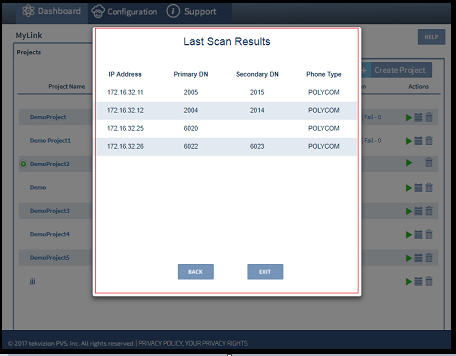 Dashboard Configuration Support
MyLink HELP
Projects
Last Scan Results
Create Project
Project Name Actions
IP Address Primary DN Secondary DN Phone Type
172.16.32.11 2005 2015 POLYCOM
172.16.32.12 2004 2014 POLYCOM
172.16.32.25 6020 POLYCOM
172.16.32.26 6022 6023 POLYCOM
DemoProject Fail - 0
Demo Project1 Fail - 0
DemoProject2
Demo
DemoProject3
DemoProject4
DemoProject5
jjj
BACK EXIT
© 2017 tekvizion PVS, Inc. All rights reserved | PRIVACY POLICY, YOUR PRIVACY RIGHTS